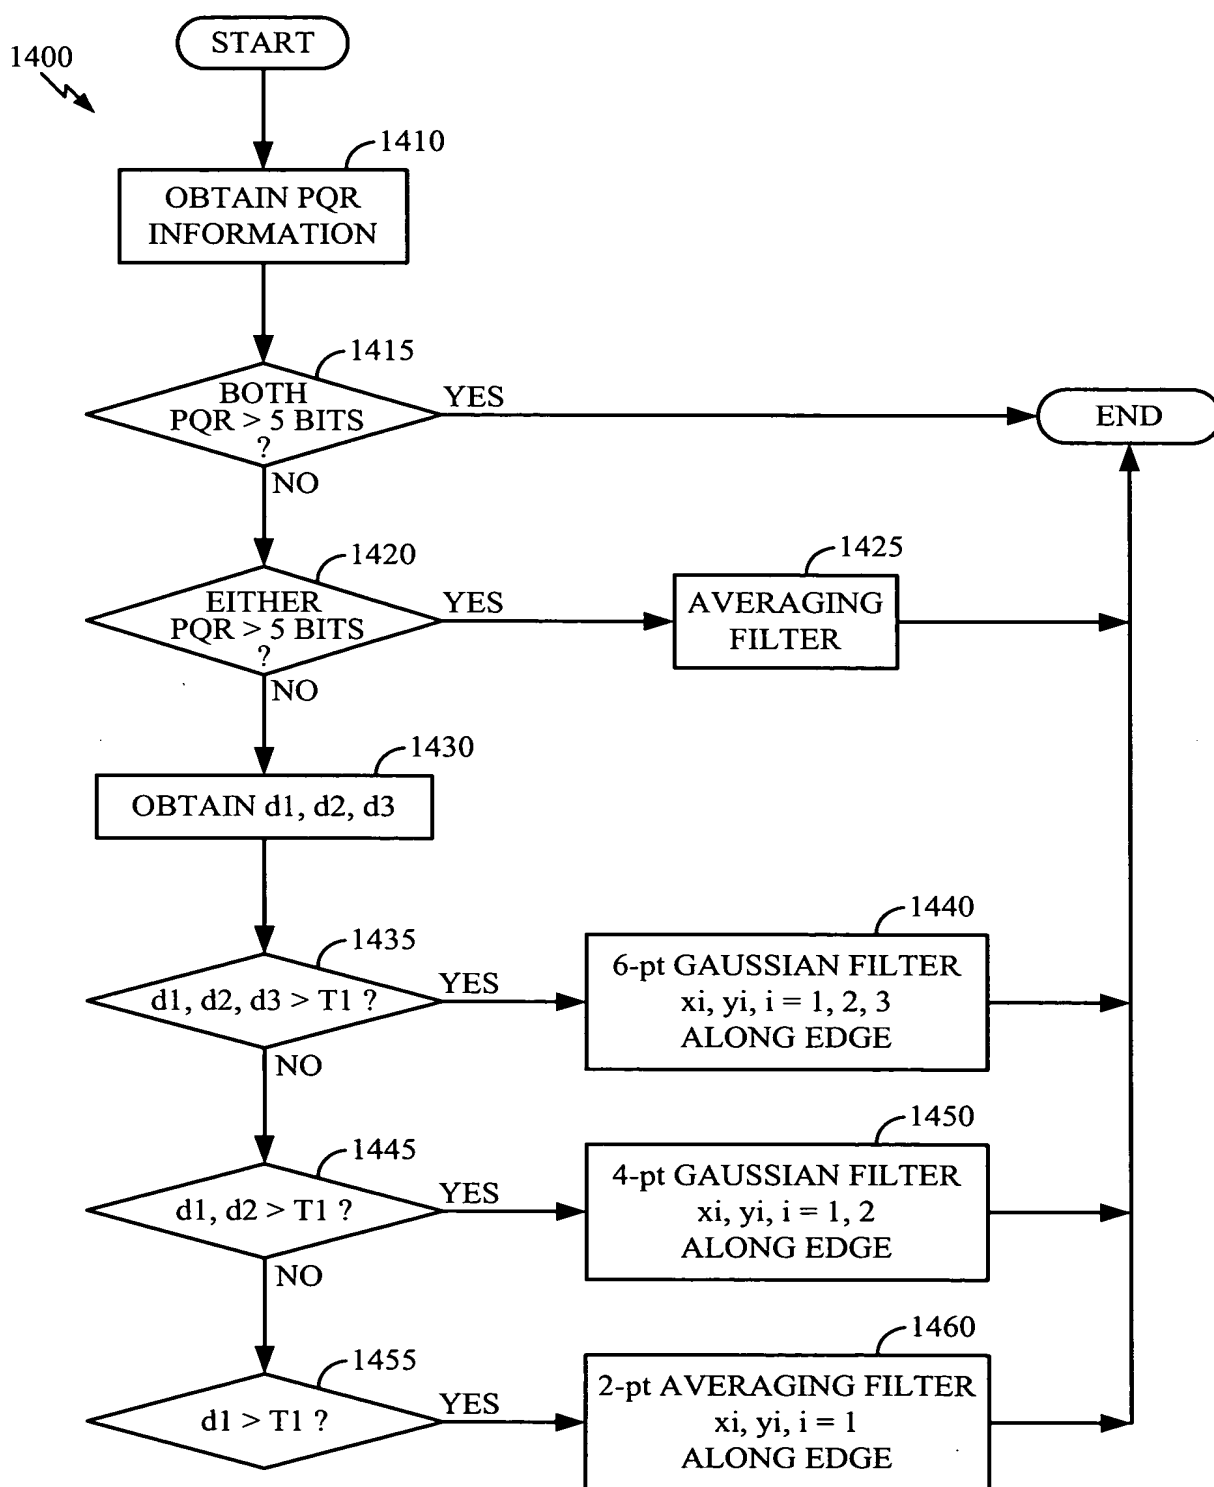 START
1400
1410
OBTAIN PQR
INFORMATION
1415
BOTH
PQR > 5 BITS
?
YES
END
NO
1420
EITHER
PQR > 5 BITS
?
YES
1425
AVERAGING
FILTER
NO
1430
OBTAIN d1, d2, d3
1435
d1, d2, d3 > T1 ?
YES
1440
6-pt GAUSSIAN FILTER
xi, yi, i = 1, 2, 3
ALONG EDGE
NO
1445
d1, d2 > T1 ?
YES
1450
4-pt GAUSSIAN FILTER
xi, yi, i = 1, 2
ALONG EDGE
NO
1455
d1 > T1 ?
YES
1460
2-pt AVERAGING FILTER
xi, yi, i = 1
ALONG EDGE